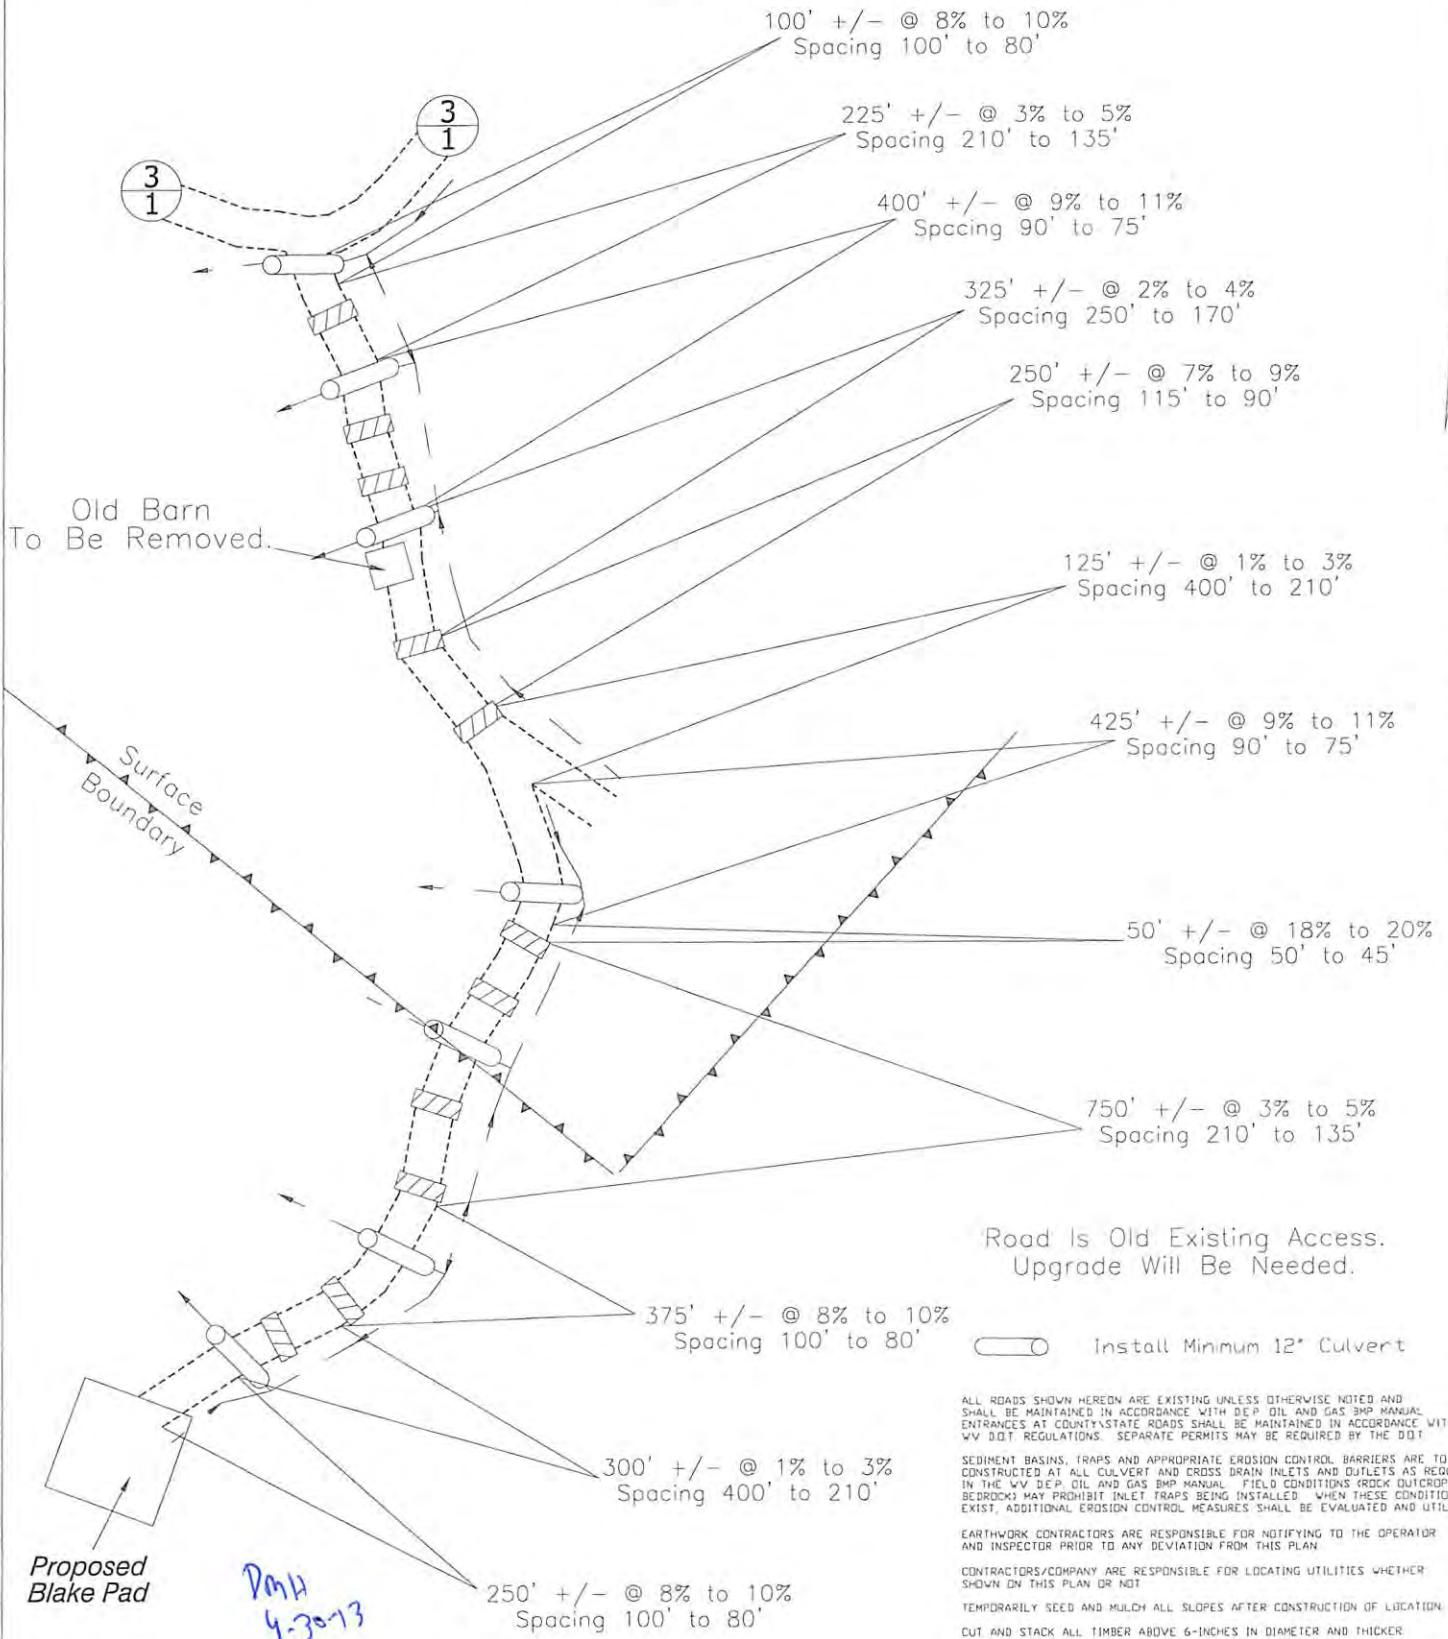 100' +/- @ 8% to 10%
Spacing 100' to 80'
3
1
225' +/- @ 3% to 5%
Spacing 210' to 135'
3
1
400' +/- @ 9% to 11%
Spacing 90' to 75'
325' +/- @ 2% to 4%
Spacing 250' to 170'
250' +/- @ 7% to 9%
Spacing 115' to 90'
Old Barn
To Be Removed.
125' +/- @ 1% to 3%
Spacing 400' to 210'
425' +/- @ 9% to 11%
Spacing 90' to 75'
Surface
Boundary
50' +/- @ 18% to 20%
Spacing 50' to 45'
750' +/- @ 3% to 5%
Spacing 210' to 135'
Road Is Old Existing Access.
Upgrade Will Be Needed.
375' +/- @ 8% to 10%
Spacing 100' to 80'
Install Minimum 12" Culvert
ALL ROADS SHOWN HEREON ARE EXISTING UNLESS OTHERWISE NOTED AND
SHALL BE MAINTAINED IN ACCORDANCE WITH DEP OIL AND GAS BMP MANUAL
ENTRANCES AT COUNTY\STATE ROADS SHALL BE MAINTAINED IN ACCORDANCE WIT
WV D.O.T. REGULATIONS. SEPARATE PERMITS MAY BE REQUIRED BY THE DOT
300' +/- @ 1% to 3%
Spacing 400' to 210'
SEDIMENT BASINS, TRAPS AND APPROPRIATE EROSION CONTROL BARRIERS ARE TO
CONSTRUCTED AT ALL CULVERT AND CROSS DRAIN INLETS AND OUTLETS AS REQU
IN THE WV DEP. OIL AND GAS BMP MANUAL. FIELD CONDITIONS (ROCK OUTCROP
BEDROCK) MAY PROHIBIT INLET TRAPS BEING INSTALLED. WHEN THESE CONDITIO
EXIST, ADDITIONAL EROSION CONTROL MEASURES SHALL BE EVALUATED AND UTIL
EARTHWORK CONTRACTORS ARE RESPONSIBLE FOR NOTIFYING TO THE OPERATOR
AND INSPECTOR PRIOR TO ANY DEVIATION FROM THIS PLAN
Proposed
Blake Pad
DMH
4-30-13
250' +/- @ 8% to 10%
Spacing 100' to 80'
CONTRACTORS/COMPANY ARE RESPONSIBLE FOR LOCATING UTILITIES WHETHER
SHOWN ON THIS PLAN OR NOT
TEMPORARILY SEED AND MULCH ALL SLOPES AFTER CONSTRUCTION OF LOCATION
CUT AND STACK ALL TIMBER ABOVE 6-INCHES IN DIAMETER AND THICKER